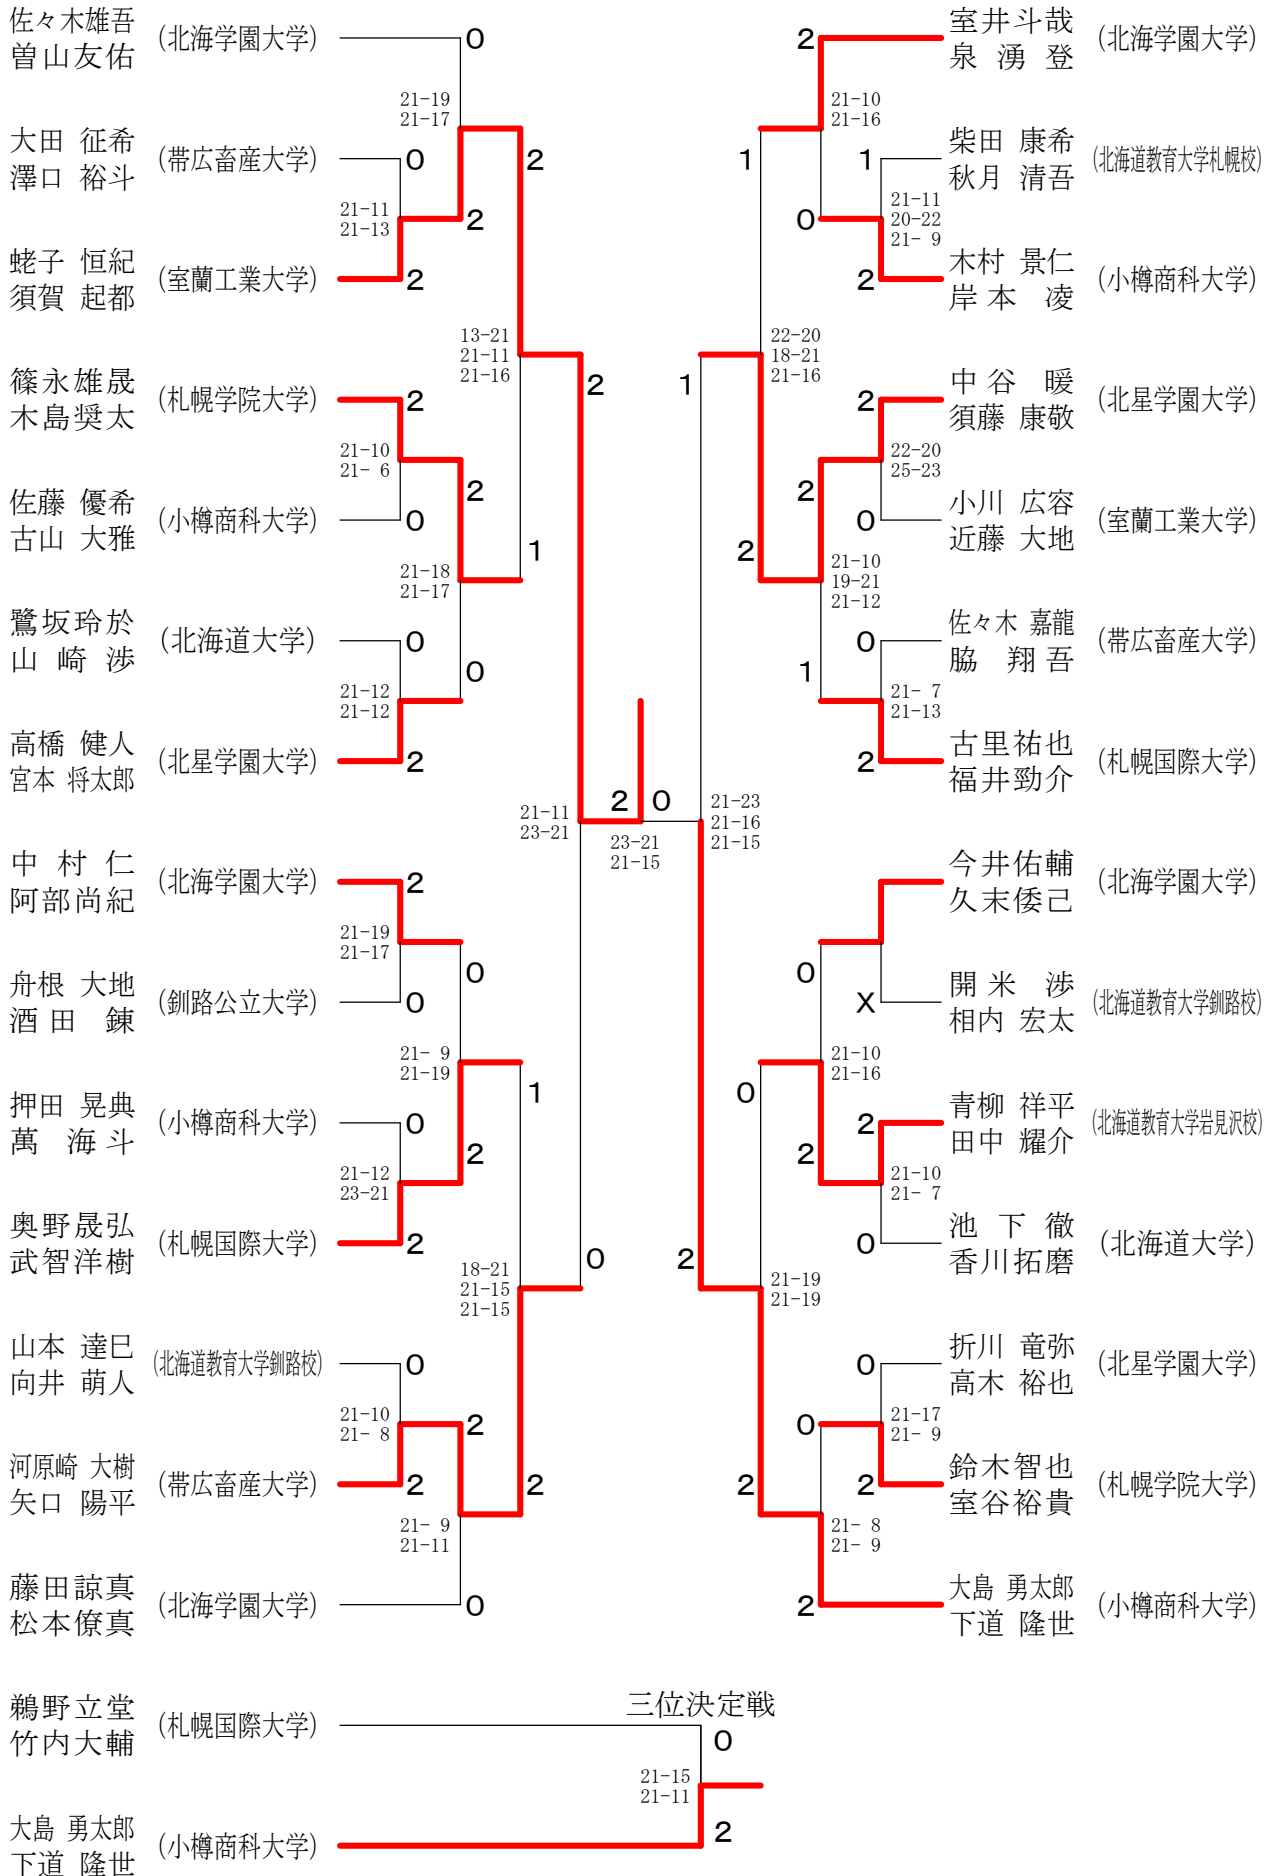 佐々木雄吾
曽山友佑
(北海学園大学)
0
21-19
21-17
大田 征希
澤口 裕斗
(帯広畜産大学)
0
2
21-11
21-13
2
蛯子 恒紀
須賀 起都
(室蘭工業大学)
2
13-21
21-11
21-16
2
篠永雄晟
木島奨太
(札幌学院大学)
2
21-10
21- 6
2
佐藤 優希
古山 大雅
(小樽商科大学)
0
1
21-18
21-17
鷺坂玲於
山崎 渉
(北海道大学)
0
0
21-12
21-12
高橋 健人
宮本 将太郎
(北星学園大学)
2
21-11
23-21
2
0
23-21
21-15
中村 仁
阿部尚紀
(北海学園大学)
2
21-19
21-17
0
舟根 大地
酒田 錬
(釧路公立大学)
0
21- 9
21-19
1
押田 晃典
萬 海斗
(小樽商科大学)
0
2
21-12
23-21
奥野晟弘
武智洋樹
(札幌国際大学)
2
0
18-21
21-15
21-15
山本 達巳
向井 萌人
(北海道教育大学釧路校)
0
21-10
21- 8
2
河原崎 大樹
矢口 陽平
(帯広畜産大学)
2
2
21- 9
21-11
藤田諒真
松本僚真
(北海学園大学)
0
2
室井斗哉
泉 湧登
(北海学園大学)
21-10
21-16
1
1
柴田 康希
秋月 清吾
(北海道教育大学札幌校)
21-11
20-22
21- 9
0
2
木村 景仁
岸本 凌
(小樽商科大学)
22-20
18-21
21-16
1
2
中谷 暖
須藤 康敬
(北星学園大学)
22-20
25-23
2
0
小川 広容
近藤 大地
(室蘭工業大学)
2
21-10
19-21
21-12
0
佐々木 嘉龍
脇 翔吾
(帯広畜産大学)
1
21- 7
21-13
2
古里祐也
福井勁介
(札幌国際大学)
21-23
21-16
21-15
今井佑輔
久末倭己
(北海学園大学)
0
X
開米 渉
相内 宏太
(北海道教育大学釧路校)
21-10
21-16
0
2
青柳 祥平
田中 耀介
(北海道教育大学岩見沢校)
2
21-10
21- 7
0
池下 徹
香川拓磨
(北海道大学)
2
21-19
21-19
0
折川 竜弥
高木 裕也
(北星学園大学)
0
21-17
21- 9
2
2
鈴木智也
室谷裕貴
(札幌学院大学)
21- 8
21- 9
2
大島 勇太郎
下道 隆世
(小樽商科大学)
三位決定戦
鵜野立堂
竹内大輔
(札幌国際大学)
0
21-15
21-11
2
大島 勇太郎
下道 隆世
(小樽商科大学)